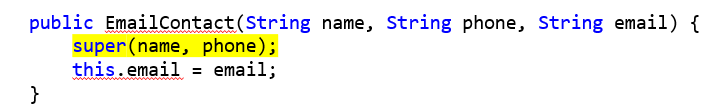 public EmailContact(String name, String phone, String email) {
super(name, phone);
this.email = email;
}